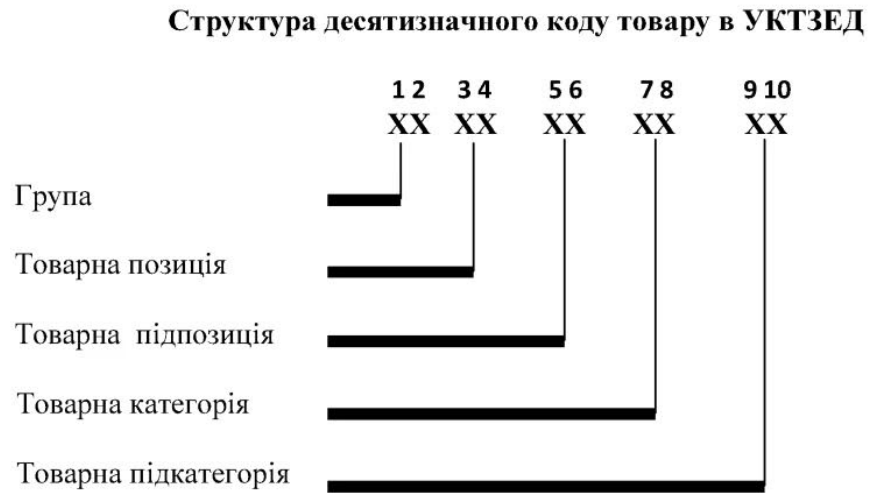 Структура десятизначного коду товару в УКТЗЕД
1 2 3 4 5 6 7 8 9 10
XX XX XX XX XX
Група
Товарна позиція
Товарна підпозиція
Товарна категорія
Товарна підкатегорія